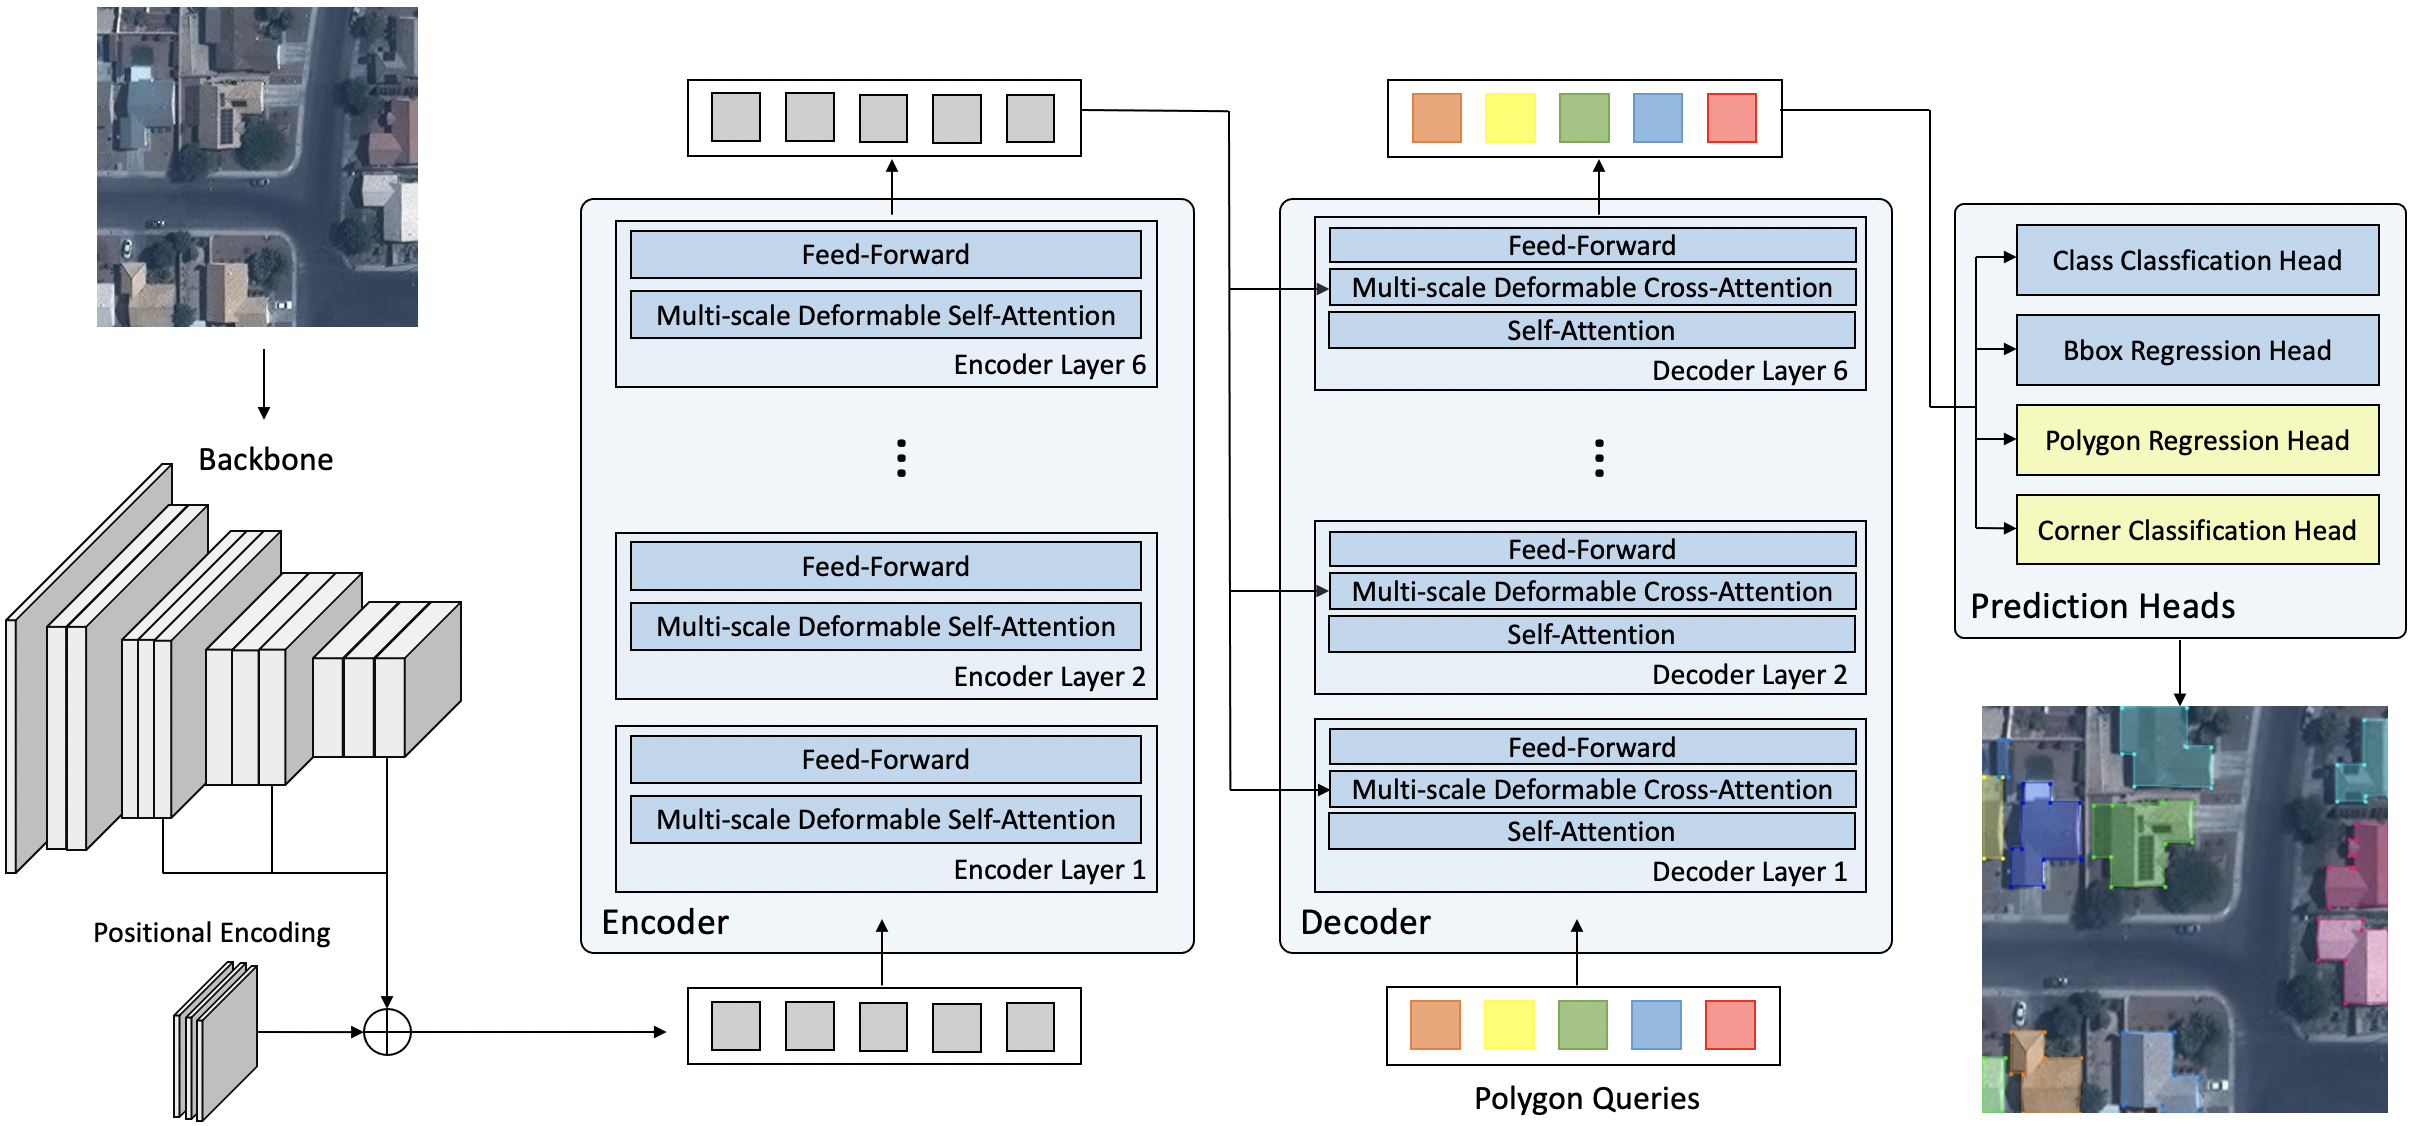 Backbone
Positional Encoding
Feed-Forward
Multi-scale Deformable Self-Attention
Encoder Layer 6
Feed-Forward
Multi-scale Deformable Self-Attention
Encoder Layer 2
Feed-Forward
Multi-scale Deformable Self-Attention
Encoder Layer 1
Encoder
Feed-Forward
Multi-scale Deformable Cross-Attention
Self-Attention
Decoder Layer 6
Feed-Forward
Multi-scale Deformable Cross-Attention
Self-Attention
Decoder Layer 2
Feed-Forward
Multi-scale Deformable Cross-Attention
Self-Attention
Decoder Layer 1
Decoder
Polygon Queries
Class Classfication Head
Bbox Regression Head
Polygon Regression Head
Corner Classification Head
Prediction Heads